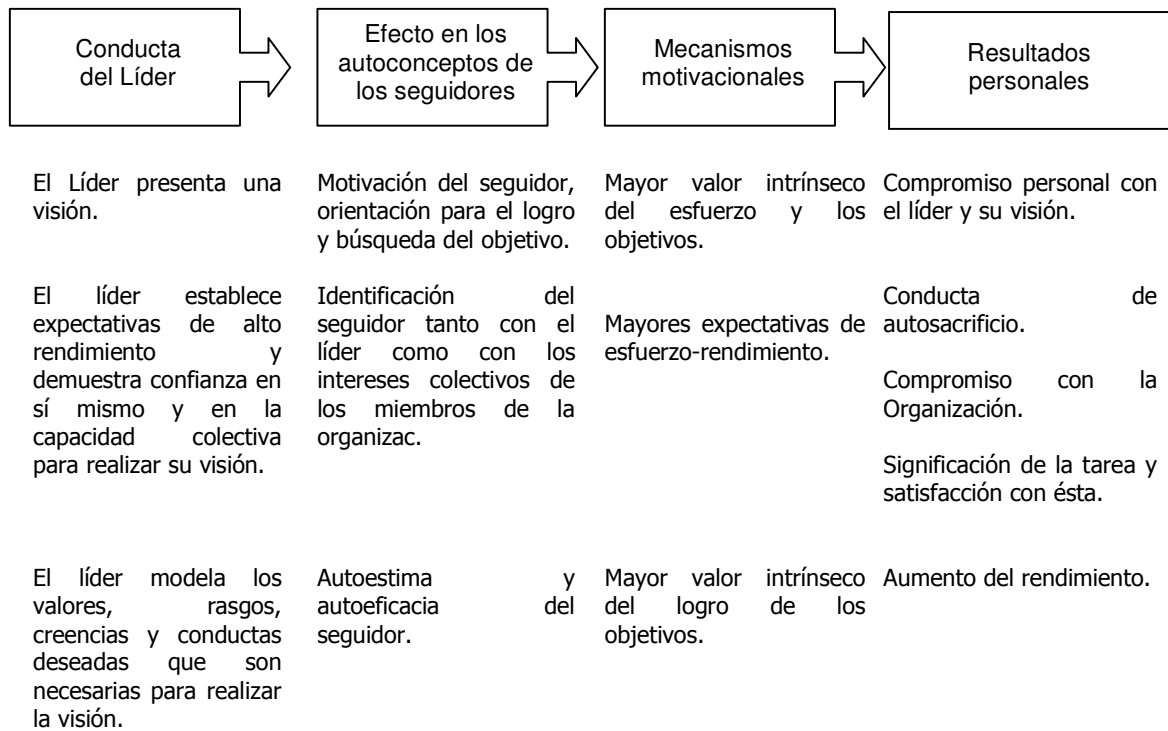 Conducta
del Líder
Efecto en los
autoconceptos de
los seguidores
Mecanismos
motivacionales
Resultados
personales
El Líder presenta una
visión.
Motivación del seguidor,
orientación para el logro
y búsqueda del objetivo.
Mayor valor intrínseco
del esfuerzo y los
objetivos.
Compromiso personal con
el líder y su visión.
El líder establece
expectativas de alto
rendimiento y
demuestra confianza en
sí mismo y en la
capacidad colectiva
para realizar su visión.
Identificación del
seguidor tanto con el
líder como con los
intereses colectivos de
los miembros de la
organizac.
Mayores expectativas de
esfuerzo-rendimiento.
Conducta de
autosacrificio.
Compromiso con la
Organización.
Significación de la tarea y
satisfacción con ésta.
El líder modela los
valores, rasgos,
creencias y conductas
deseadas que son
necesarias para realizar
la visión.
Autoestima y
autoeficacia del
seguidor.
Mayor valor intrínseco
del logro de los
objetivos.
Aumento del rendimiento.